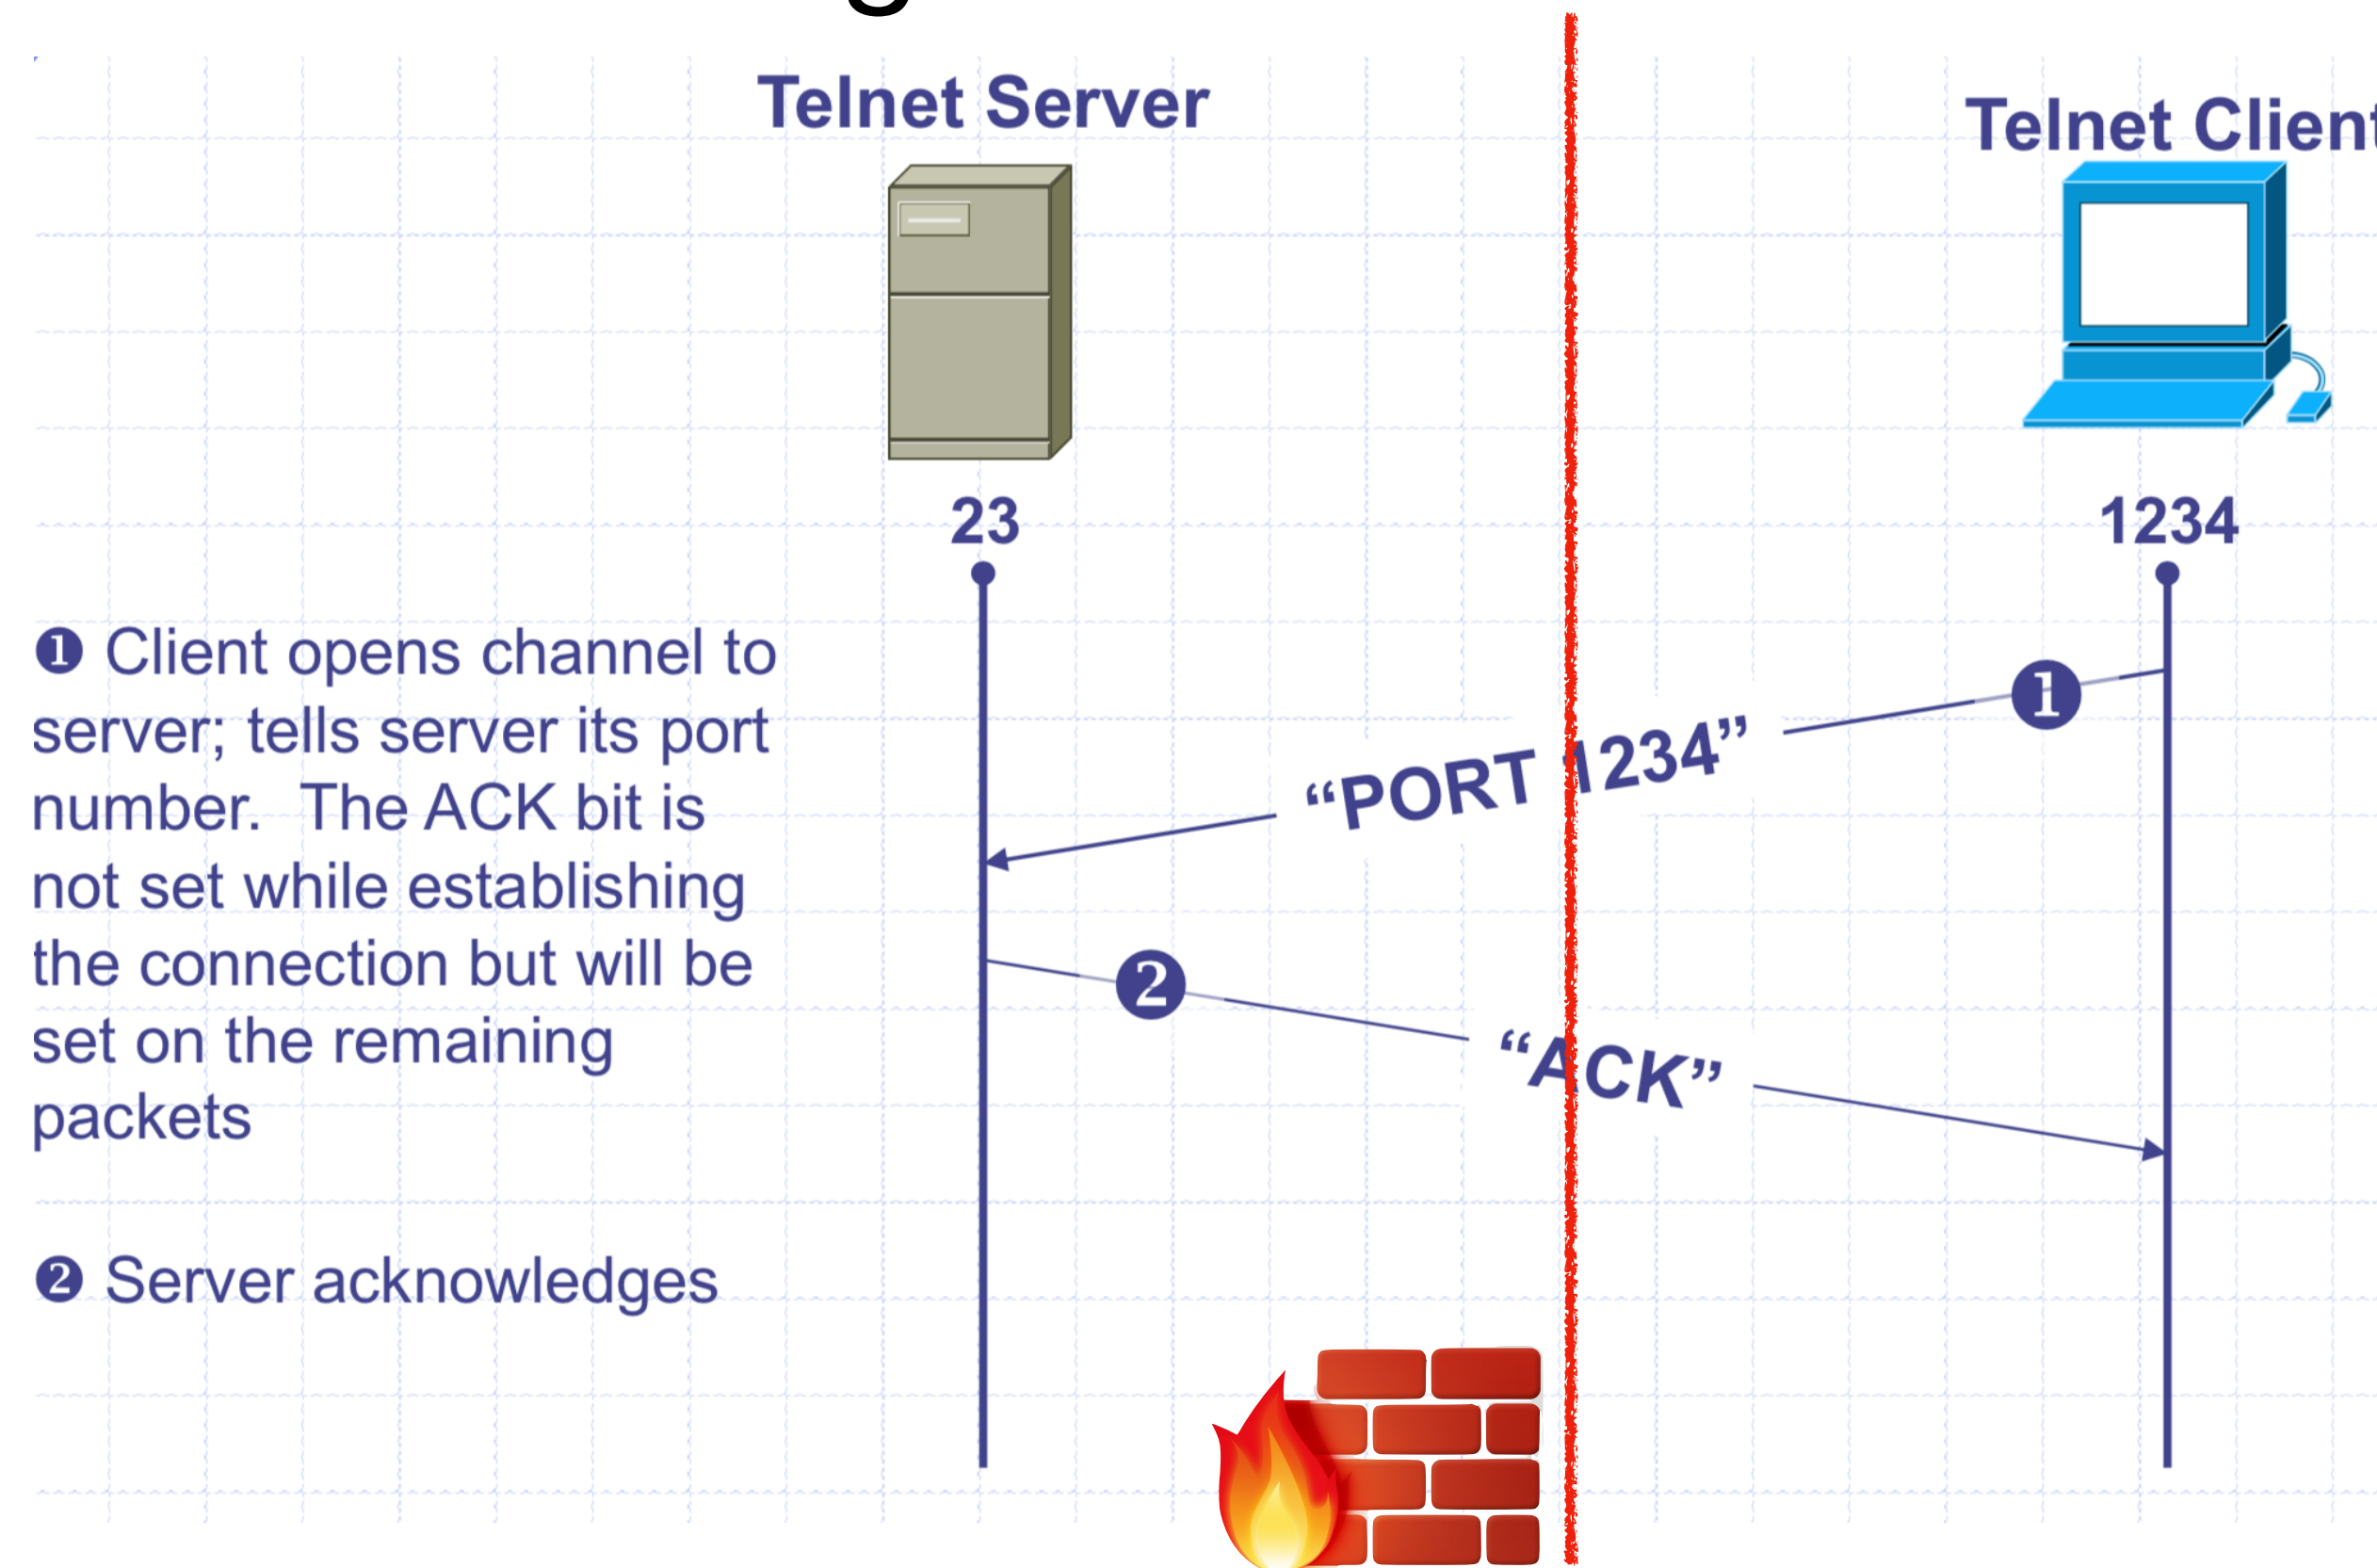 Telnet Server
Telnet Client
23
1234
❶ Client opens channel to
server; tells server its port
number. The ACK bit is
not set while establishing
the connection but will be
set on the remaining
packets
❷ Server acknowledges
❶
“PORT 1234”
❷
“ACK”